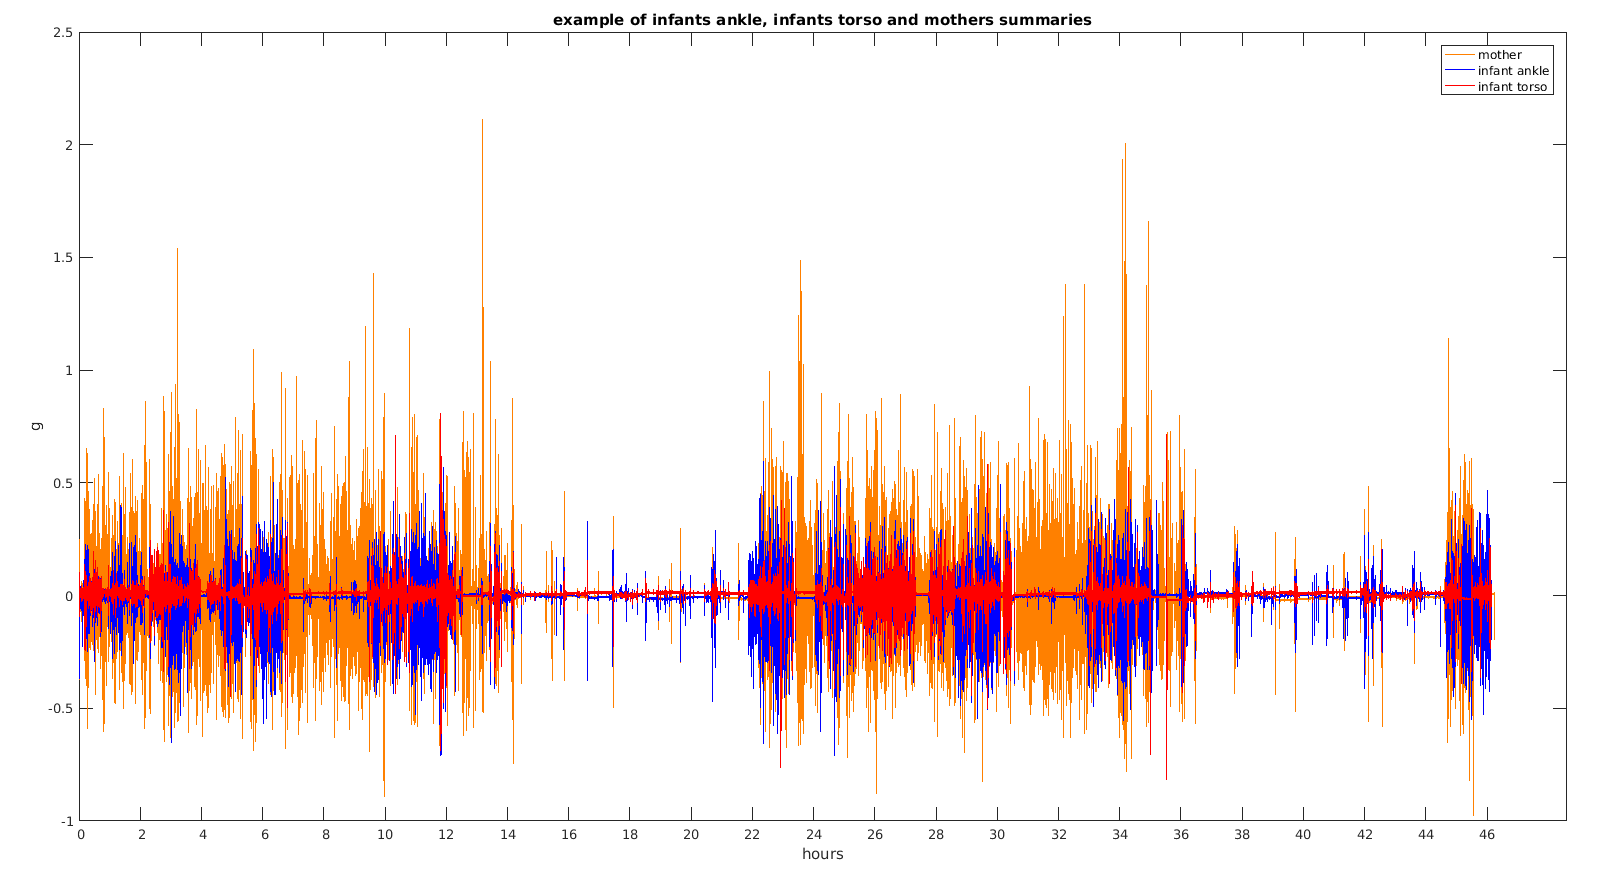 example of infants ankle, infants torso and mothers summaries
2.5
2
1.5
1
0.5
0
-0.5
-1
g
mother
infant ankle
infant torso
0 2 4 6 8 10 12 14 16 18 20 22 24 26 28 30 32 34 36 38 40 42 44 46
hours